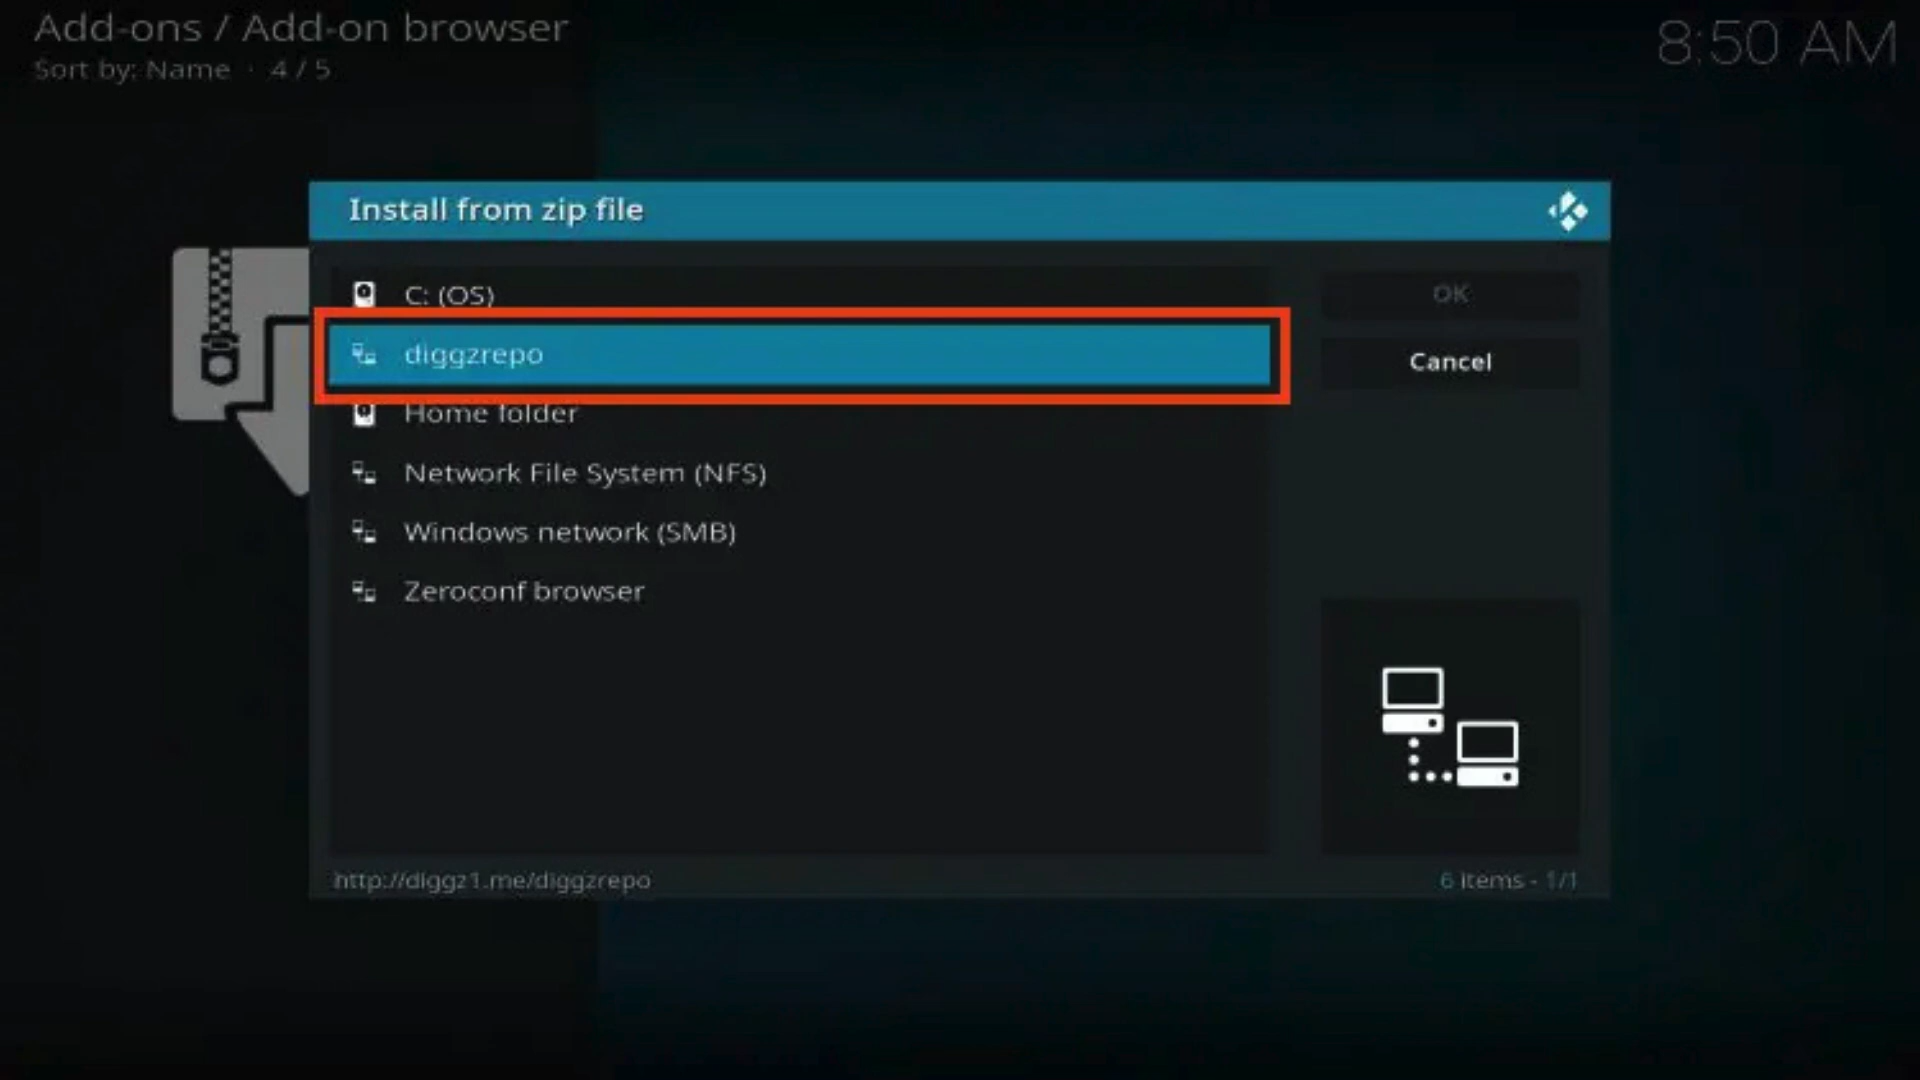 Add-ons / Add-on browser
Sort by: Name · 4 / 5
8:50 AM
Install from zip file
C: (OS)
diggzrepo
Home folder
Network File System (NFS)
Windows network (SMB)
Zeroconf browser
OK
Cancel
http://diggz1.me/diggzrepo
6 items - 1/1